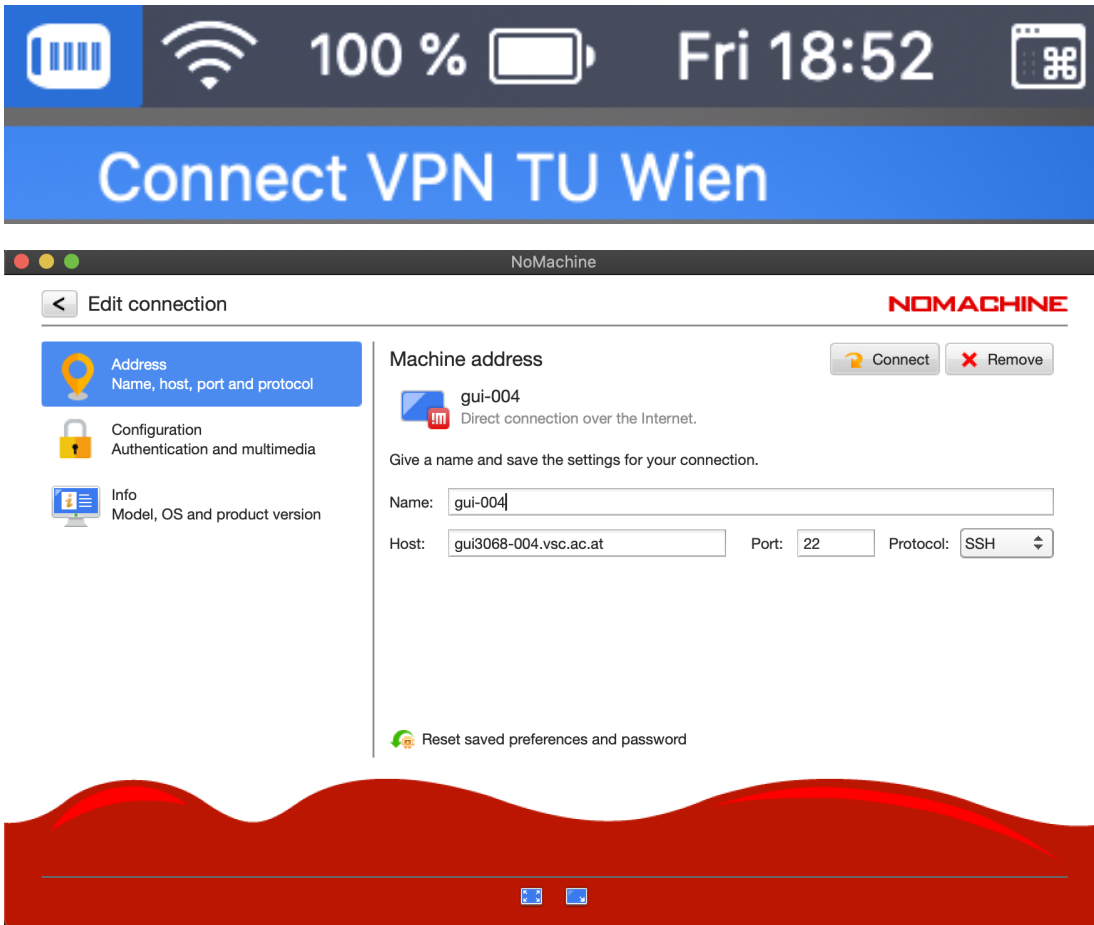 100 % Fri 18:52
Connect VPN TU Wien
NoMachine
< Edit connection NOMACHINE
Address
Name, host, port and protocol
Configuration
Authentication and multimedia
Info
Model, OS and product version
Machine address Connect Remove
gui-004
!M Direct connection over the Internet.
Give a name and save the settings for your connection.
Name: gui-004
Host: gui3068-004.vsc.ac.at Port: 22 Protocol: SSH
Reset saved preferences and password